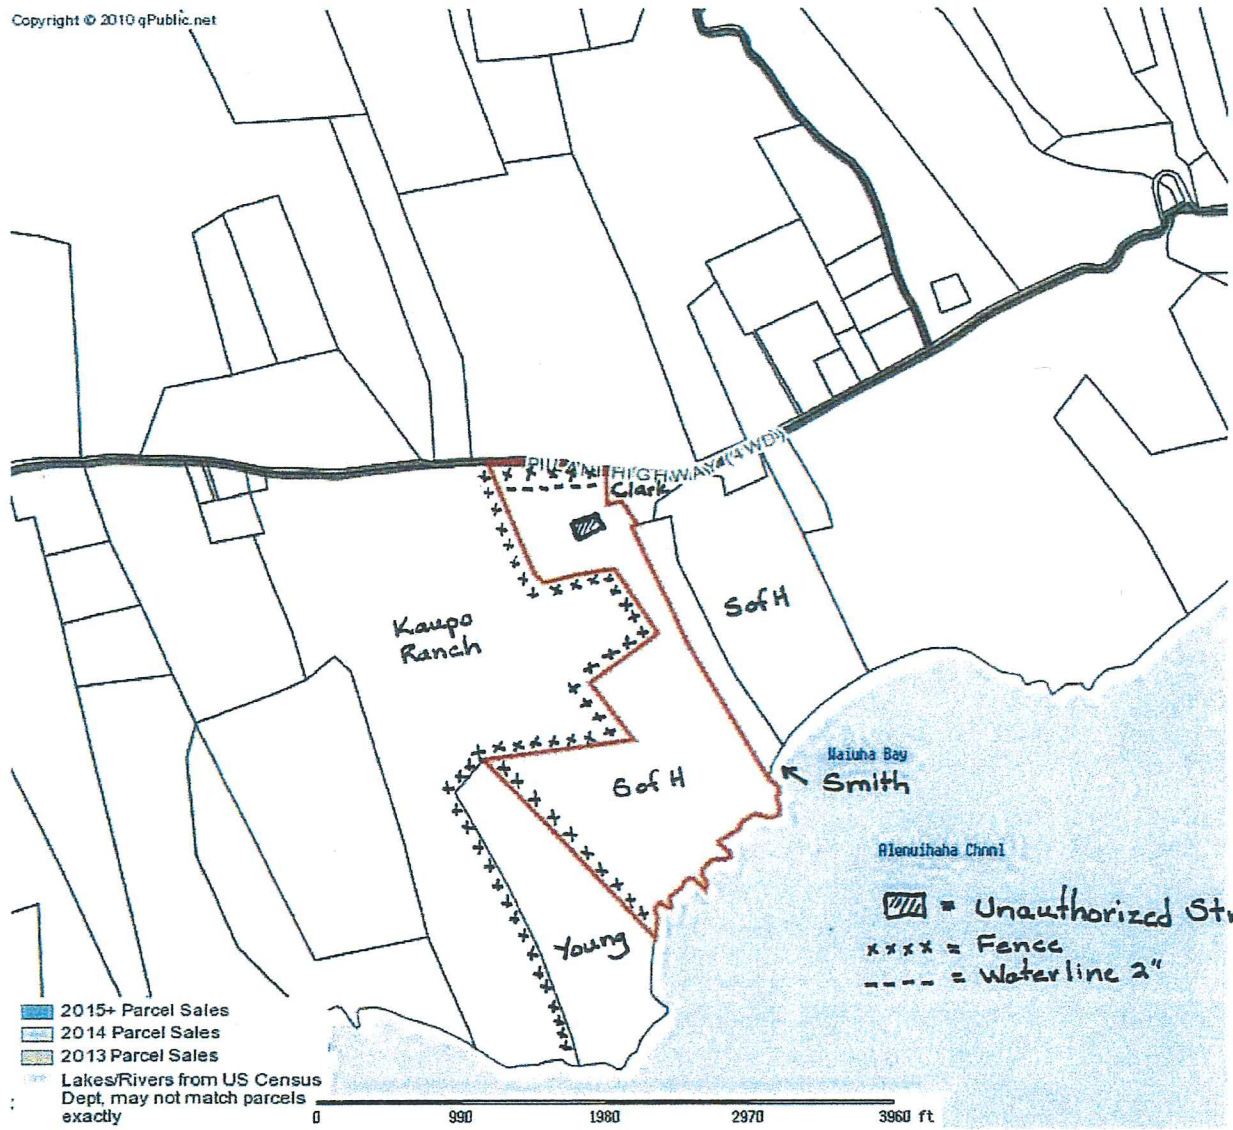 Copyright © 2010 qPublic.net
PIILANI HIGHWAY (4WD)
Clark
S of H
Kaupo
Ranch
S of H
Waiuha Bay
Smith
Alenuihaha Chnnl
= Unauthorized
xxxx = Fence
---- = Waterline 2"
Young
2015+ Parcel Sales
2014 Parcel Sales
2013 Parcel Sales
Lakes/Rivers from US Census
Dept, may not match parcels
exactly
0 990 1980 2970 3960 ft